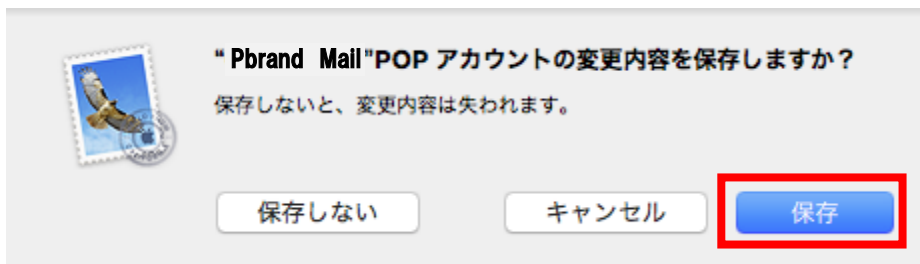 “Pbrand Mail"POP アカウントの変更内容を保存しますか？
保存しないと、変更内容は失われます。
保存しない キャンセル 保存